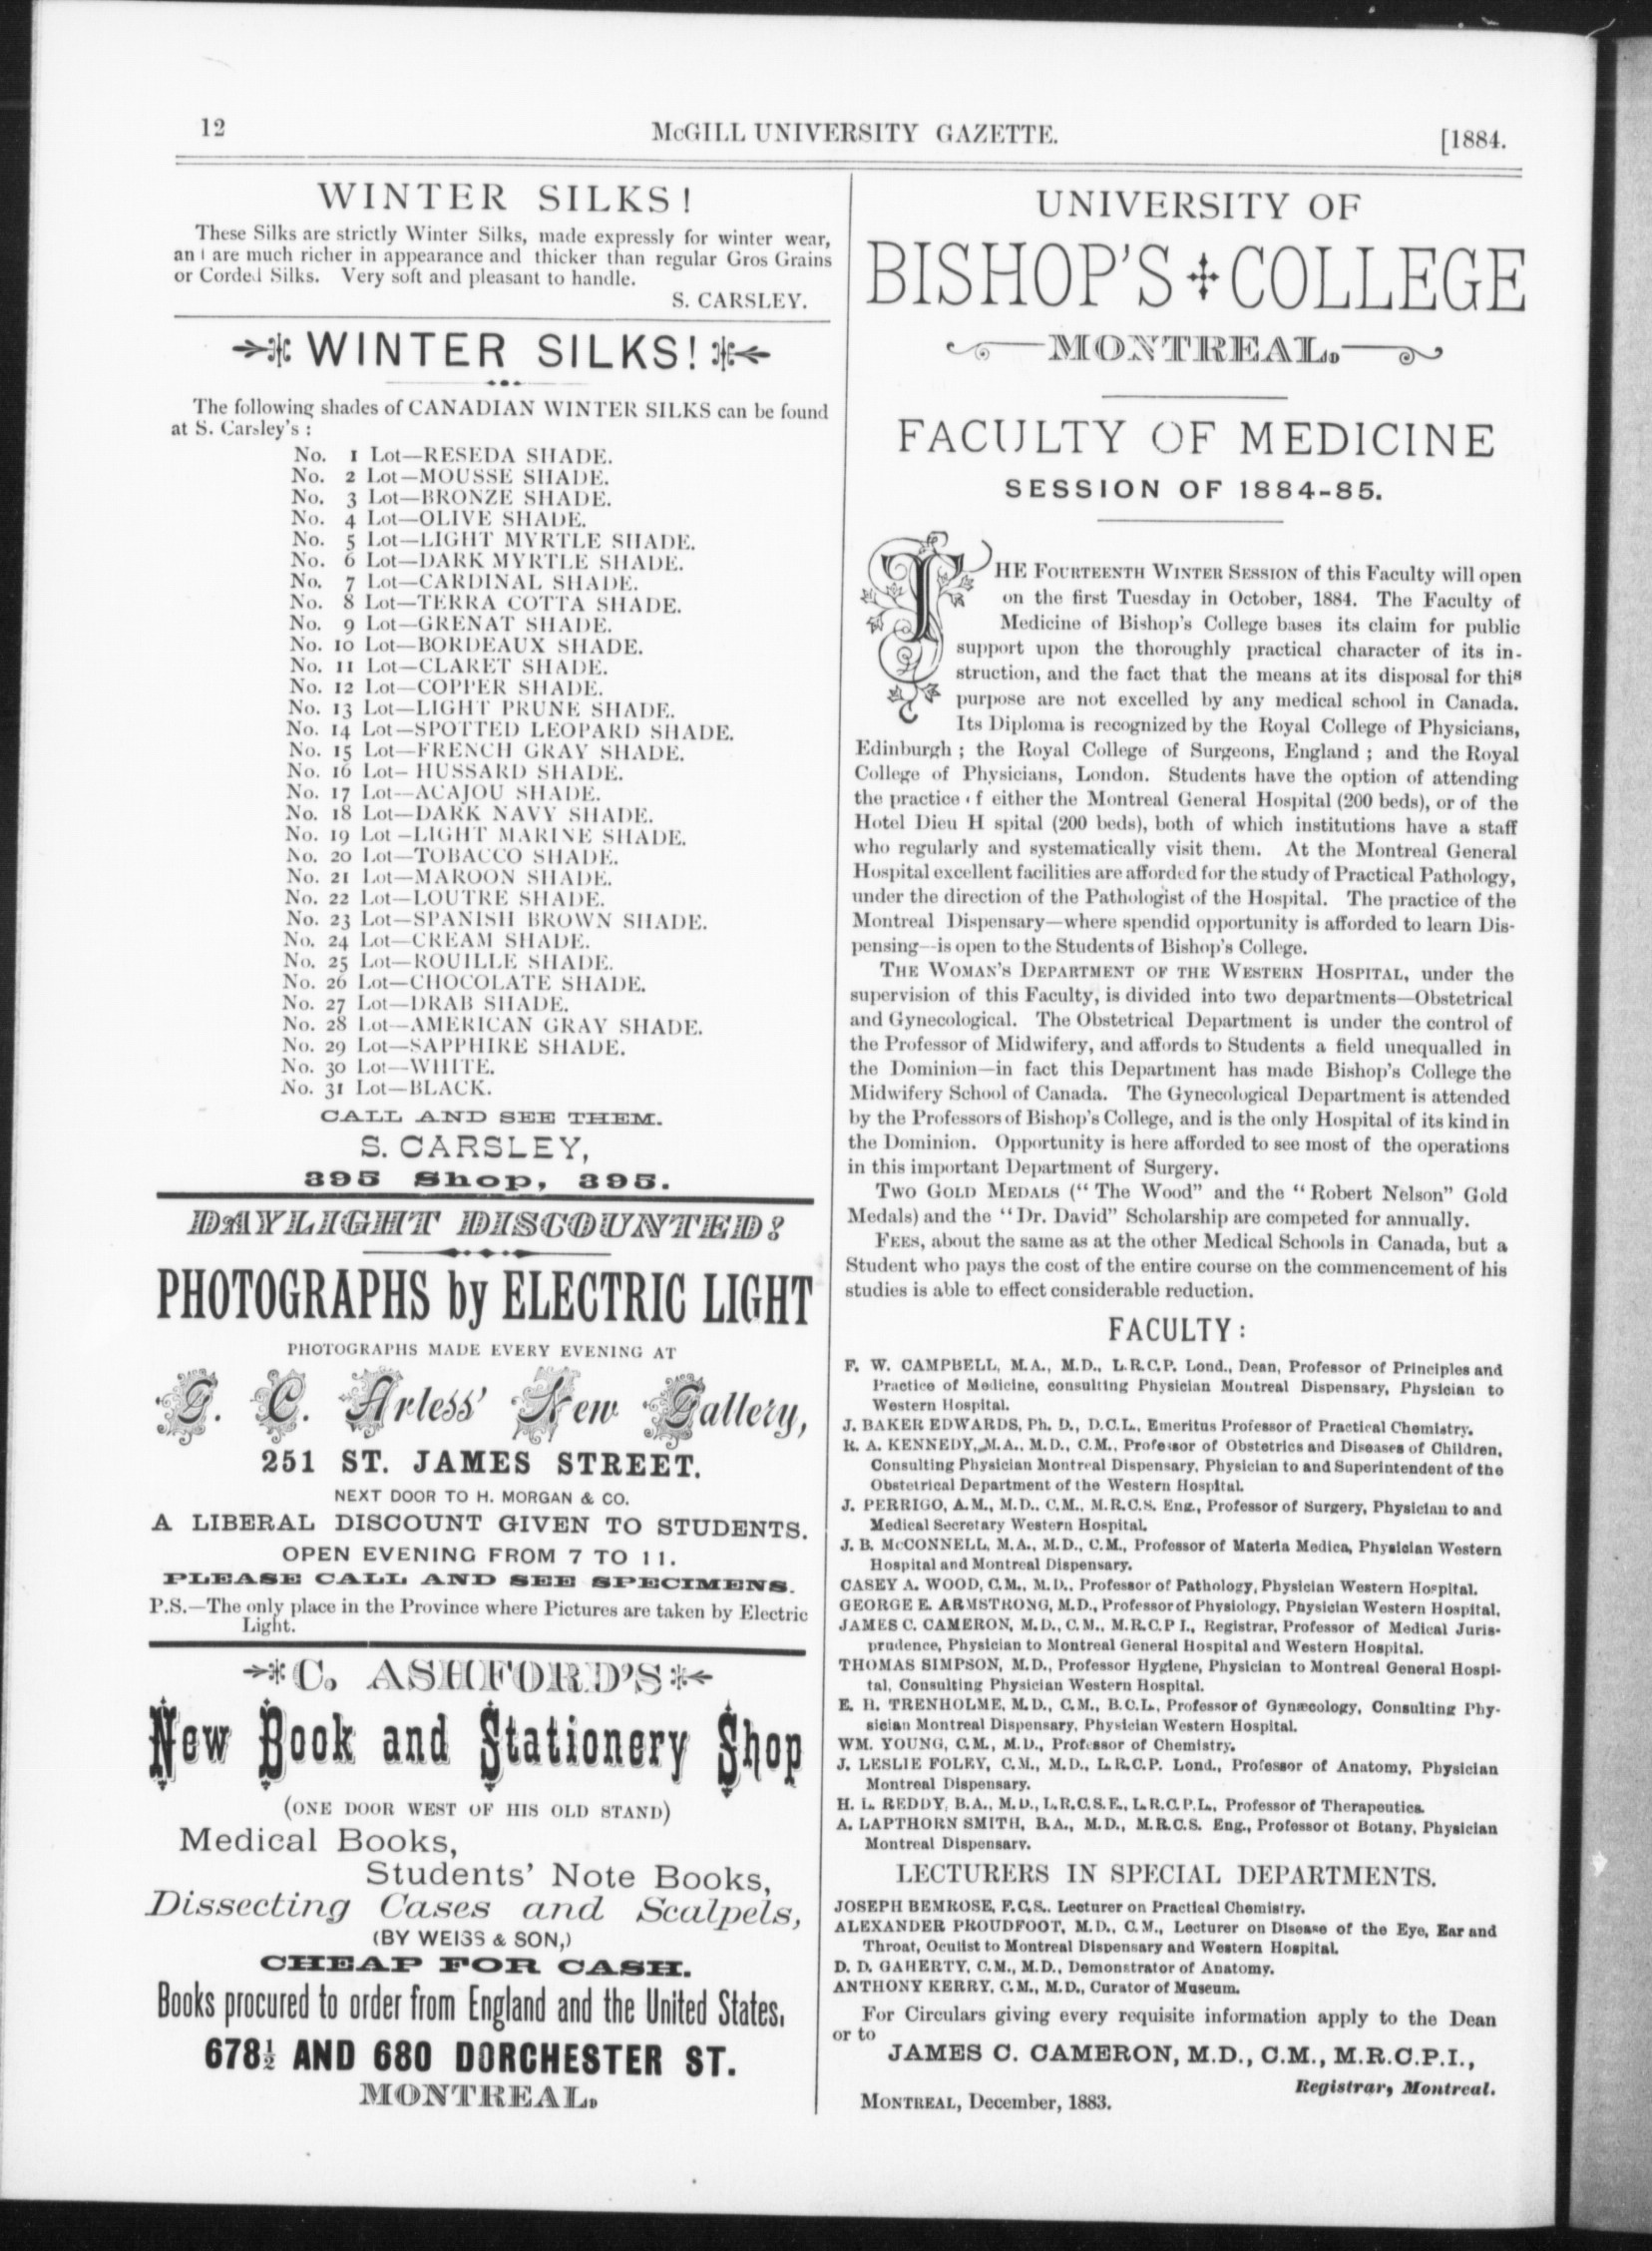 12
McGILL UNIVERSITY GAZETTE.
[1884.
WINTER SILKS!
These Silks are strictly Winter Silks, made expressly for winter wear,
an are much richer in appearance and thicker than regular Gros Grains
or Corded Silks. Very soft and pleasant to handle.
S. CARSLEY.
WINTER SILKS!
The following shades of CANADIAN WINTER SILKS can be found
at S. Carsley's :
No. 1 Lot—RESEDA SHADE.
No. 2 Lot—MOUSSE SHADE.
No. 3 Lot—BRONZE SHADE.
No. 4 Lot—OLIVE SHADE.
No. 5 Lot—LIGHT MYRTLE SHADE.
No. 6 Lot—DARK MYRTLE SHADE.
No. 7 Lot—CARDINAL SHADE.
No. 8 Lot—TERRA COTTA SHADE.
No. 9 Lot—GRENAT SHADE.
No. 10 Lot—BORDEAUX SHADE.
No. 11 Lot—CLARET SHADE.
No. 12 Lot—COPPER SHADE.
No. 13 Lot—LIGHT PRUNE SHADE.
No. 14 Lot—SPOTTED LEOPARD SHADE.
No. 15 Lot—FRENCH GRAY SHADE.
No. 16 Lot—HUSSARD SHADE.
No. 17 Lot—ACAJOU SHADE.
No. 18 Lot—DARK NAVY SHADE.
No. 19 Lot—LIGHT MARINE SHADE.
No. 20 Lot—TOBACCO SHADE.
No. 21 Lot—MAROON SHADE.
No. 22 Lot—LOUTRE SHADE.
No. 23 Lot—SPANISH BROWN SHADE.
No. 24 Lot—CREAM SHADE.
No. 25 Lot—ROUILLE SHADE.
No. 26 Lot—CHOCOLATE SHADE.
No. 27 Lot—DRAB SHADE.
No. 28 Lot—AMERICAN GRAY SHADE.
No. 29 Lot—SAPPHIRE SHADE.
No. 30 Lot—WHITE.
No. 31 Lot—BLACK.
CALL AND SEE THEM.
S. CARSLEY,
395 Shop, 395.
DAYLIGHT DISCOUNTED?
PHOTOGRAPHS by ELECTRIC LIGHT
PHOTOGRAPHS MADE EVERY EVENING AT
G. C. Arless' New Gallery,
251 ST. JAMES STREET.
NEXT DOOR TO H. MORGAN & CO.
A LIBERAL DISCOUNT GIVEN TO STUDENTS.
OPEN EVENING FROM 7 TO 11.
PLEASE CALL AND SEE SPECIMENS.
P.S.—The only place in the Province where Pictures are taken by Electric
Light.
C. ASHFORD'S
New Book and Stationery Shop
(ONE DOOR WEST OF HIS OLD STAND)
Medical Books,
Students' Note Books,
Dissecting Cases and Scalpels,
(BY WEISS & SON,)
CHEAP FOR CASH.
Books procured to order from England and the United States.
678½ AND 680 DORCHESTER ST.
MONTREAL.
UNIVERSITY OF
BISHOP'S COLLEGE
MONTREAL.
FACULTY OF MEDICINE
SESSION OF 1884-85.
THE FOURTEENTH WINTER SESSION of this Faculty will open
on the first Tuesday in October, 1884. The Faculty of
Medicine of Bishop's College bases its claim for public
support upon the thoroughly practical character of its in-
struction, and the fact that the means at its disposal for this
purpose are not excelled by any medical school in Canada.
Its Diploma is recognized by the Royal College of Physicians,
Edinburgh ; the Royal College of Surgeons, England ; and the Royal
College of Physicians, London. Students have the option of attending
the practice f either the Montreal General Hospital (200 beds), or of the
Hotel Dieu H spital (200 beds), both of which institutions have a staff
who regularly and systematically visit them. At the Montreal General
Hospital excellent facilities are afforded for the study of Practical Pathology,
under the direction of the Pathologist of the Hospital. The practice of the
Montreal Dispensary—where spendid opportunity is afforded to learn Dis-
pensing—is open to the Students of Bishop's College.
THE WOMAN'S DEPARTMENT OF THE WESTERN HOSPITAL, under the
supervision of this Faculty, is divided into two departments—Obstetrical
and Gynecological. The Obstetrical Department is under the control of
the Professor of Midwifery, and affords to Students a field unequalled in
the Dominion—in fact this Department has made Bishop's College the
Midwifery School of Canada. The Gynecological Department is attended
by the Professors of Bishop's College, and is the only Hospital of its kind in
the Dominion. Opportunity is here afforded to see most of the operations
in this important Department of Surgery.
TWO GOLD MEDALS (“ The Wood” and the “ Robert Nelson” Gold
Medals) and the “Dr. David” Scholarship are competed for annually.
FEES, about the same as at the other Medical Schools in Canada, but a
Student who pays the cost of the entire course on the commencement of his
studies is able to effect considerable reduction.
FACULTY :
F. W. CAMPBELL, M.A., M.D., L.R.C.P. Lond., Dean, Professor of Principles and
Practice of Medicine, consulting Physician Montreal Dispensary, Physician to
Western Hospital.
J. BAKER EDWARDS, Ph. D., D.C.L., Emeritus Professor of Practical Chemistry.
R. A. KENNEDY, M.A., M.D., C.M., Professor of Obstetrics and Diseases of Children,
Consulting Physician Montreal Dispensary, Physician to and Superintendent of the
Obstetrical Department of the Western Hospital.
J. PERRIGO, A.M., M.D., C.M., M.R.C.S. Eng., Professor of Surgery, Physician to and
Medical Secretary Western Hospital.
J. B. McCONNELL, M.A., M.D., C.M., Professor of Materia Medica, Physician Western
Hospital and Montreal Dispensary.
CASEY A. WOOD, C.M., M.D., Professor of Pathology, Physician Western Hospital.
GEORGE E. ARMSTRONG, M.D., Professor of Physiology, Physician Western Hospital.
JAMES C. CAMERON, M.D., C.M., M.R.C.P I., Registrar, Professor of Medical Juris-
prudence, Physician to Montreal General Hospital and Western Hospital.
THOMAS SIMPSON, M.D., Professor Hygiene, Physician to Montreal General Hospi-
tal, Consulting Physician Western Hospital.
E. H. TRENHOLME, M.D., C.M., B.C.L., Professor of Gynæcology, Consulting Phy-
sician Montreal Dispensary, Physician Western Hospital.
WM. YOUNG, C.M., M.D., Professor of Chemistry.
J. LESLIE FOLEY, C.M., M.D., L.R.C.P. Lond., Professor of Anatomy, Physician
Montreal Dispensary.
H. L. REDDY, B.A., M.D., L.R.C.S.E., L.R.C.P.L., Professor of Therapeutics.
A. LAPTHORN SMITH, B.A., M.D., M.R.C.S. Eng., Professor of Botany, Physician
Montreal Dispensary.
LECTURERS IN SPECIAL DEPARTMENTS.
JOSEPH BEMROSE, F.C.S., Lecturer on Practical Chemistry.
ALEXANDER PROUDFOOT, M.D., C.M., Lecturer on Disease of the Eye, Ear and
Throat, Oculist to Montreal Dispensary and Western Hospital.
D. D. GAHERTY, C.M., M.D., Demonstrator of Anatomy.
ANTHONY KERRY, C.M., M.D., Curator of Museum.
For Circulars giving every requisite information apply to the Dean
or to
JAMES C. CAMERON, M.D., C.M., M.R.C.P.I.,
Registrar, Montreal.
MONTREAL, December, 1883.